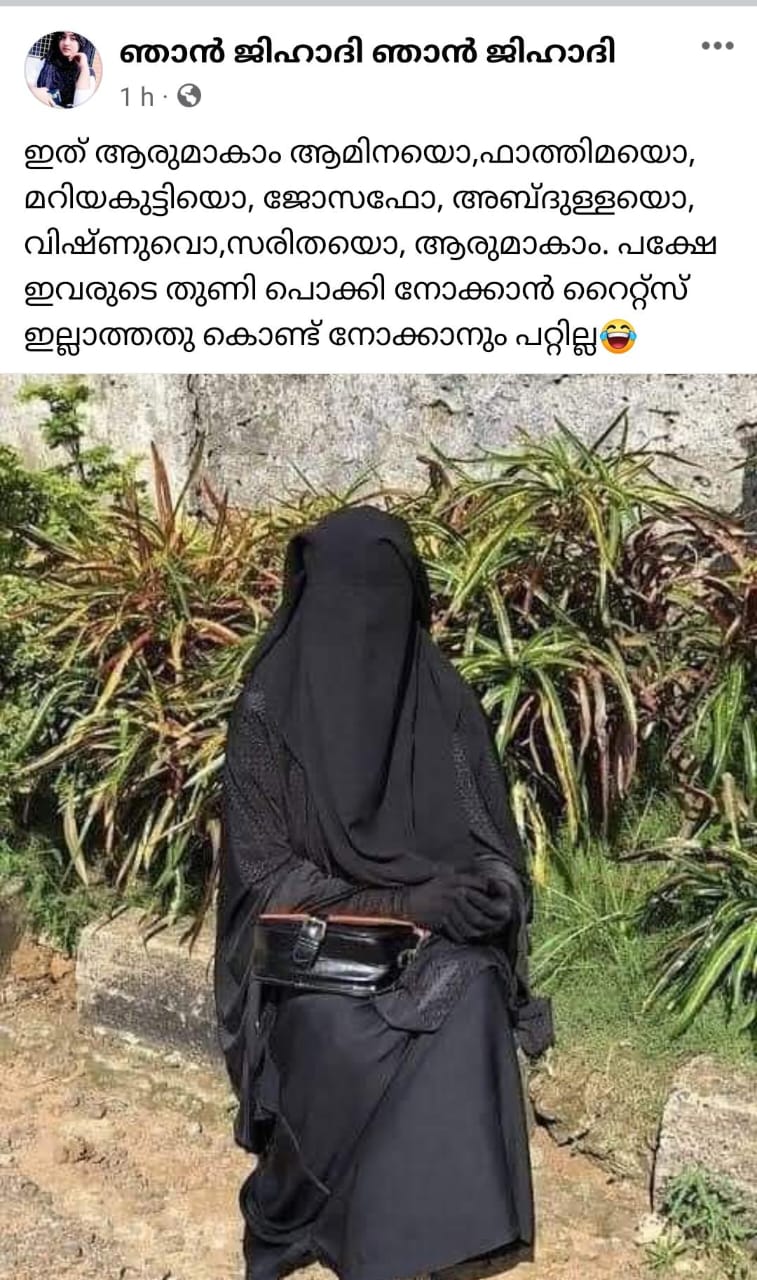 ഞാൻ ജിഹാദി ഞാൻ ജിഹാദി
1 h ·
ഇത് ആരുമാകാം ആമിനയൊ,ഫാത്തിമയൊ,
മറിയകുട്ടിയൊ, ജോസഫോ, അബ്ദുള്ളയൊ,
വിഷ്ണുവൊ,സരിതയൊ, ആരുമാകാം. പക്ഷേ
ഇവരുടെ തുണി പൊക്കി നോക്കാൻ റൈറ്റ്സ്
ഇല്ലാത്തതു കൊണ്ട് നോക്കാനും പറ്റില്ല😂